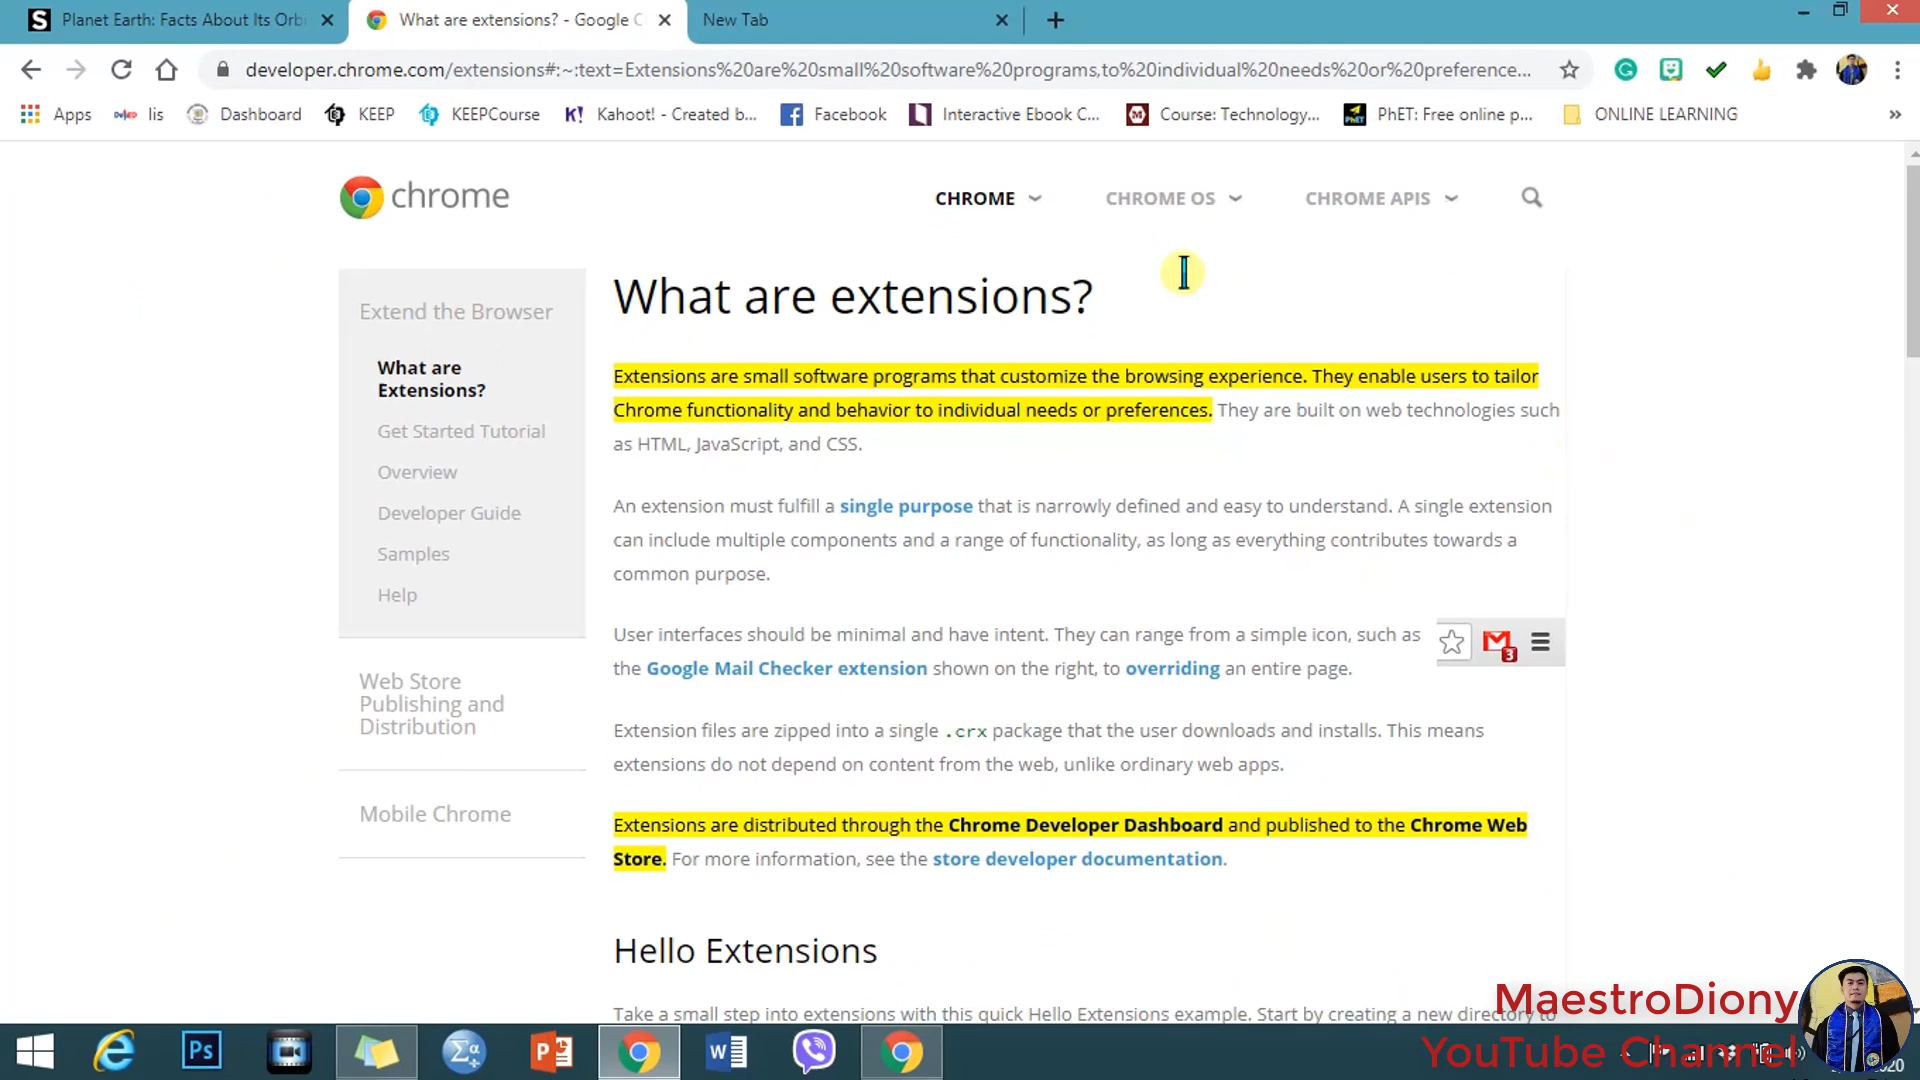 Planet Earth: Facts About Its Orb
What are extensions? - Google C
New Tab
developer.chrome.com/extensions#:~:text=Extensions%20are%20small%20software%20programs,to%20individual%20needs%20or%20preference...
Apps
lis
Dashboard
KEEP
KEEPCourse
Kahoot! - Created b...
Facebook
Interactive Ebook C...
Course: Technology...
PhET: Free online p...
ONLINE LEARNING
chrome
CHROME
CHROME OS
CHROME APIS
Extend the Browser
What are
Extensions?
Get Started Tutorial
Overview
Developer Guide
Samples
Help
Web Store
Publishing and
Distribution
Mobile Chrome
What are extensions?
Extensions are small software programs that customize the browsing experience. They enable users to tailor
Chrome functionality and behavior to individual needs or preferences. They are built on web technologies such
as HTML, JavaScript, and CSS.
An extension must fulfill a single purpose that is narrowly defined and easy to understand. A single extension
can include multiple components and a range of functionality, as long as everything contributes towards a
common purpose.
User interfaces should be minimal and have intent. They can range from a simple icon, such as
the Google Mail Checker extension shown on the right, to overriding an entire page.
3
Extension files are zipped into a single .crx package that the user downloads and installs. This means
extensions do not depend on content from the web, unlike ordinary web apps.
Extensions are distributed through the Chrome Developer Dashboard and published to the Chrome Web
Store. For more information, see the store developer documentation.
Hello Extensions
Take a small step into extensions with this quick Hello Extensions example. Start by creating a new directory to
MaestroDiony
YouTube Channel